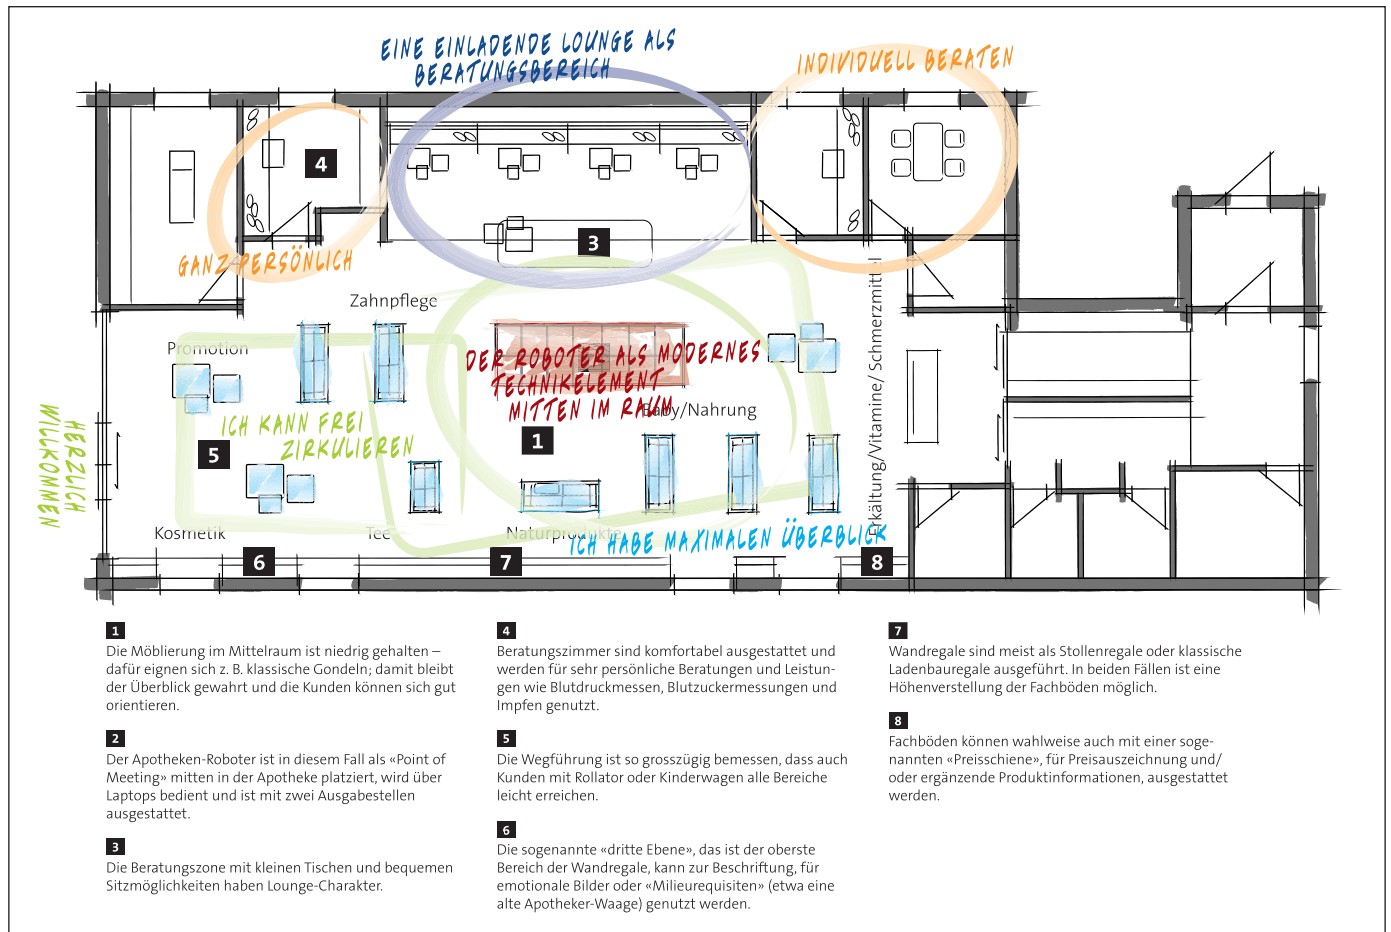 EINE EINLADENDE LOUNGE ALS
BERATUNGSBEREICH
INDIVIDUELL BERATEN
4
3
GANZ PERSÖNLICH
Zahnpflege
Promotion
DER ROBOTER ALS MODERNES
TECHNIKELEMENT
MITTEN IM RAUM
Baby/Nahrung
Erkältung/Vitamine/ Schmerzmittel
HERZLICH
WILLKOMMEN
ICH KANN FREI
ZIRKULIEREN
5
1
Kosmetik
Tee
Naturprodukte
ICH HABE MAXIMALEN ÜBERBLICK
6
7
8
1
Die Möblierung im Mittelraum ist niedrig gehalten –
dafür eignen sich z. B. klassische Gondeln; damit bleibt
der Überblick gewahrt und die Kunden können sich gut
orientieren.
2
Der Apotheken-Roboter ist in diesem Fall als «Point of
Meeting» mitten in der Apotheke platziert, wird über
Laptops bedient und ist mit zwei Ausgabestellen
ausgestattet.
3
Die Beratungszone mit kleinen Tischen und bequemen
Sitzmöglichkeiten haben Lounge-Charakter.
4
Beratungszimmer sind komfortabel ausgestattet und
werden für sehr persönliche Beratungen und Leistun-
gen wie Blutdruckmessen, Blutzuckermessungen und
Impfen genutzt.
5
Die Wegführung ist so grosszügig bemessen, dass auch
Kunden mit Rollator oder Kinderwagen alle Bereiche
leicht erreichen.
6
Die sogenannte «dritte Ebene», das ist der oberste
Bereich der Wandregale, kann zur Beschriftung, für
emotionale Bilder oder «Milieurequisiten» (etwa eine
alte Apotheker-Waage) genutzt werden.
7
Wandregale sind meist als Stollenregale oder klassische
Ladenbauregale ausgeführt. In beiden Fällen ist eine
Höhenverstellung der Fachböden möglich.
8
Fachböden können wahlweise auch mit einer soge-
nannten «Preisschiene», für Preisauszeichnung und/
oder ergänzende Produktinformationen, ausgestattet
werden.